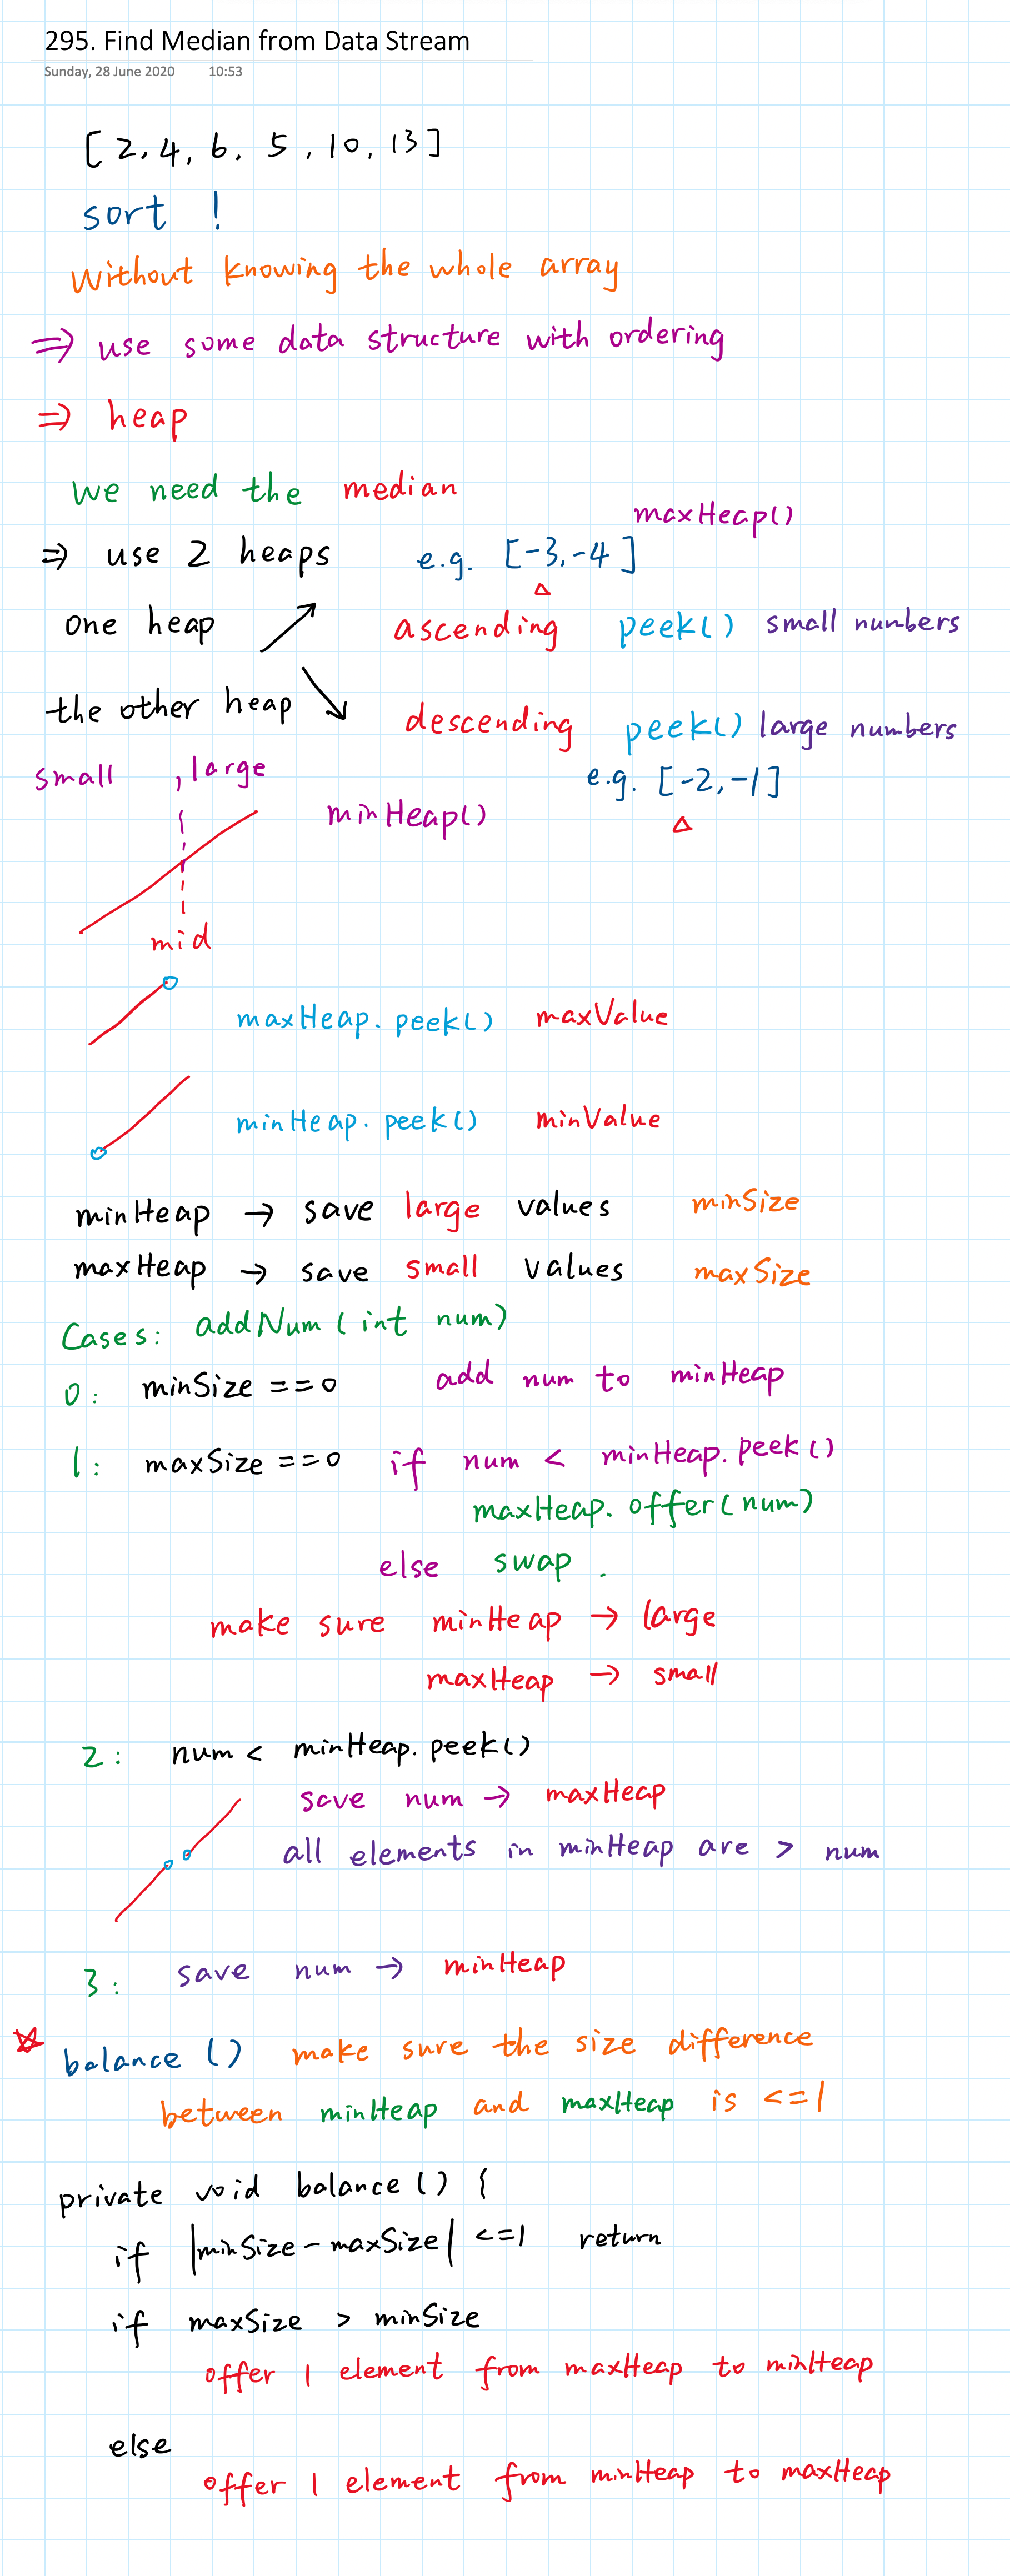 295. Find Median from Data Stream
Sunday, 28 June 2020 10:53
[ 2, 4, 6, 5, 10, 13 ]
sort !
Without knowing the whole array
⇒ use some data structure with ordering
⇒ heap
We need the median
maxHeap()
⇒ use 2 heaps e.g. [-3, -4]
one heap ascending peek() small numbers
the other heap descending peek() large numbers
small , large e.g. [-2, -1]
minHeap()
mid
maxHeap.peek() maxValue
minHeap.peek() minValue
minHeap → save large values minSize
maxHeap → save small values maxSize
Cases: addNum(int num)
0: minSize == 0 add num to minHeap
1: maxSize == 0 if num < minHeap.peek()
maxHeap.offer(num)
else swap.
make sure minHeap → large
maxHeap → small
2: num < minHeap.peek()
save num → maxHeap
all elements in minHeap are > num
3: save num → minHeap
balance() make sure the size difference
between minHeap and maxHeap is <=1
private void balance() {
if |minSize - maxSize| <=1 return
if maxSize > minSize
offer 1 element from maxHeap to minHeap
else
offer 1 element from minHeap to maxHeap